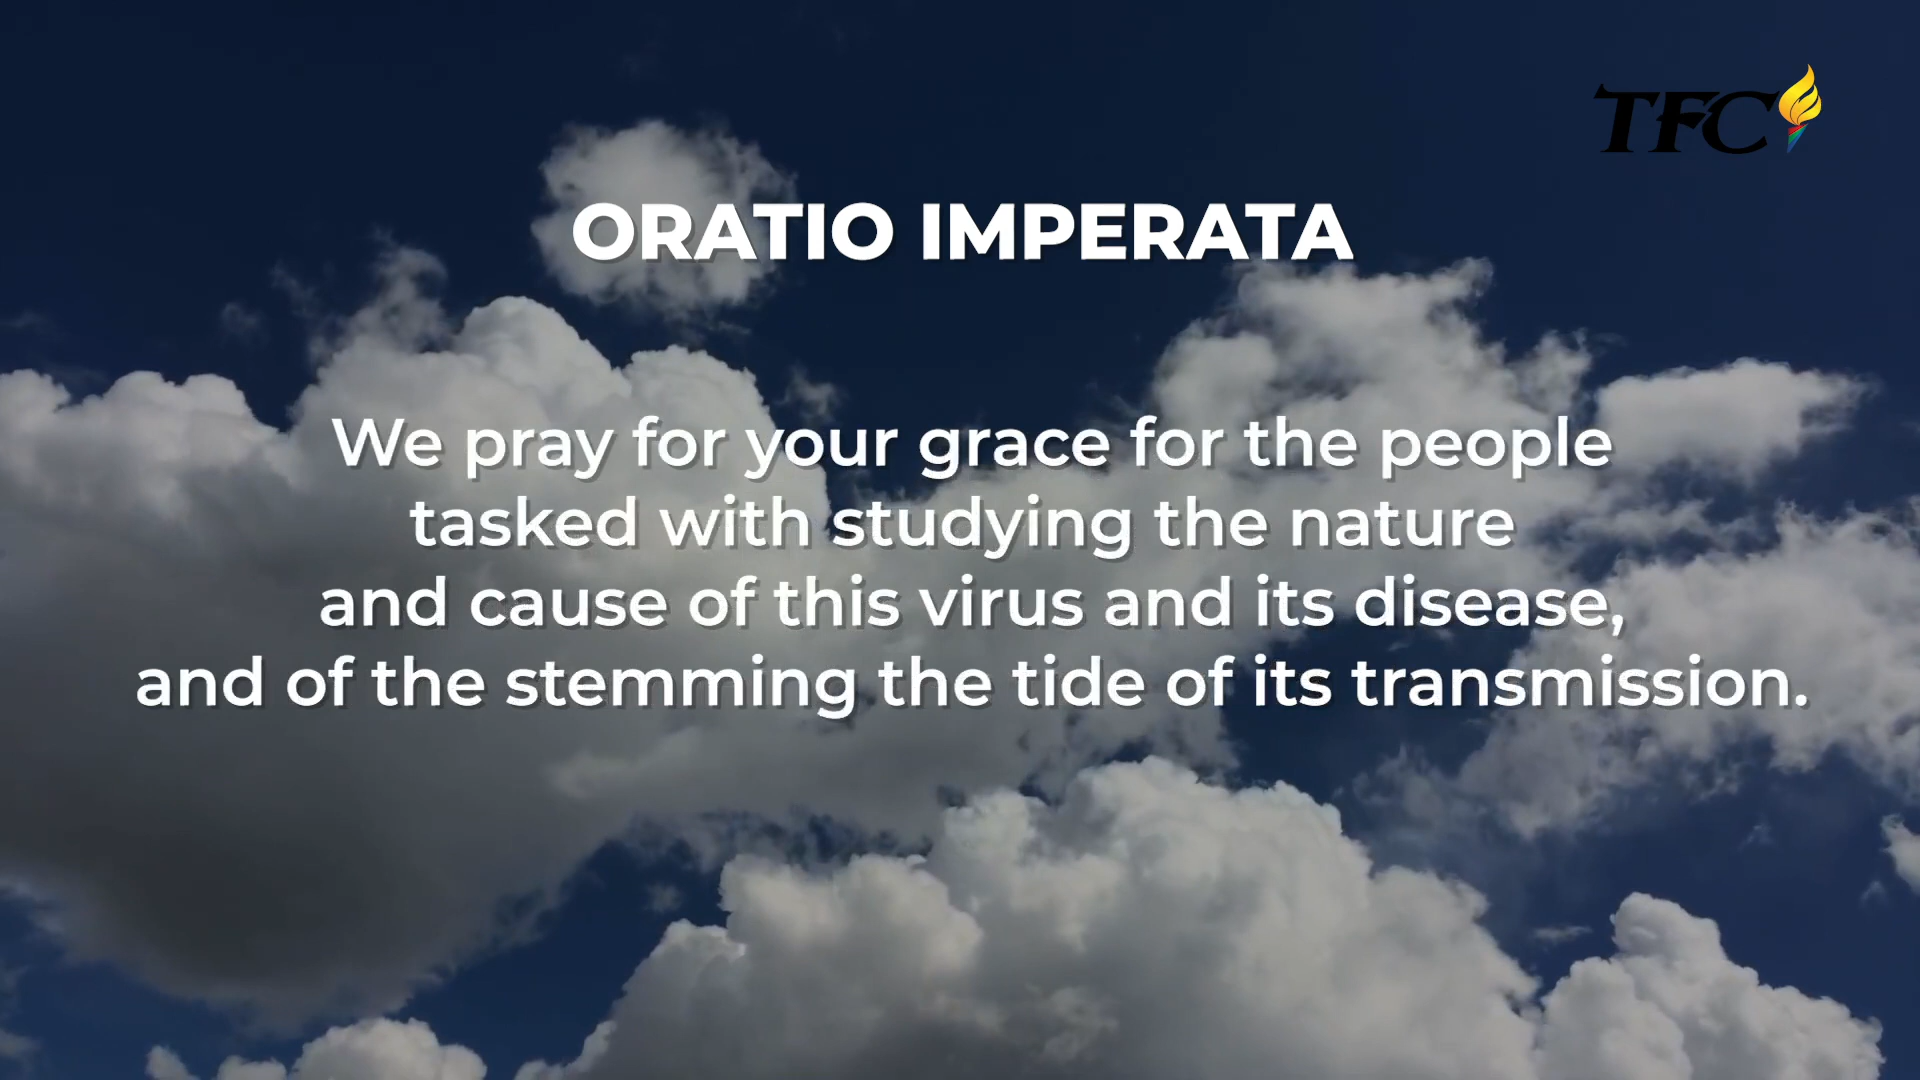 TFC
ORATIO IMPERATA
We pray for your grace for the people
tasked with studying the nature
and cause of this virus and its disease,
and of the stemming the tide of its transmission.